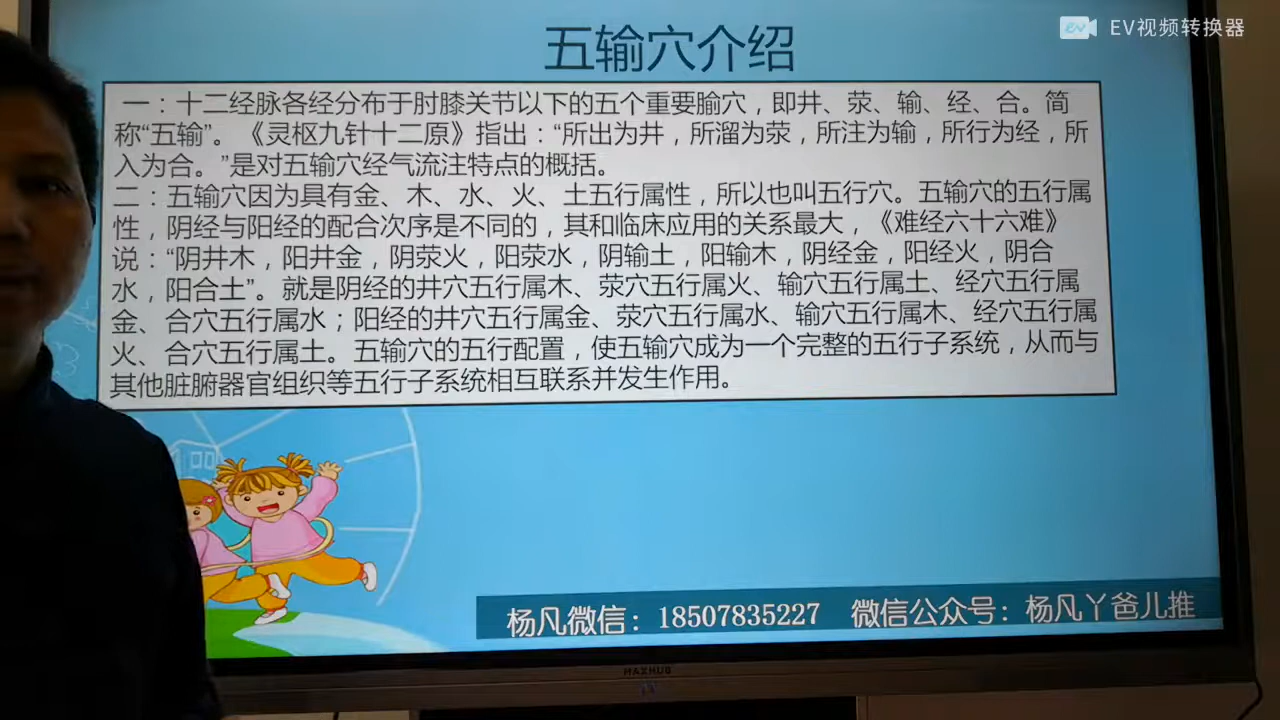 EV视频转换器
五输穴介绍
一：十二经脉各经分布于肘膝关节以下的五个重要腧穴，即井、荥、输、经、合。简
称“五输”。《灵枢九针十二原》指出：“所出为井，所溜为荥，所注为输，所行为经，所
入为合。”是对五输穴经气流注特点的概括。
二：五输穴因为具有金、木、水、火、土五行属性，所以也叫五行穴。五输穴的五行属
性，阴经与阳经的配合次序是不同的，其和临床应用的关系最大，《难经六十六难》
说：“阴井木，阳井金，阴荥火，阳荥水，阴输土，阳输木，阴经金，阳经火，阴合
水，阳合土”。就是阴经的井穴五行属木、荥穴五行属火、输穴五行属土、经穴五行属
金、合穴五行属水；阳经的井穴五行属金、荥穴五行属水、输穴五行属木、经穴五行属
火、合穴五行属土。五输穴的五行配置，使五输穴成为一个完整的五行子系统，从而与
其他脏腑器官组织等五行子系统相互联系并发生作用。
杨凡微信：18507835227 微信公众号：杨凡丫爸儿推
MAXHUB